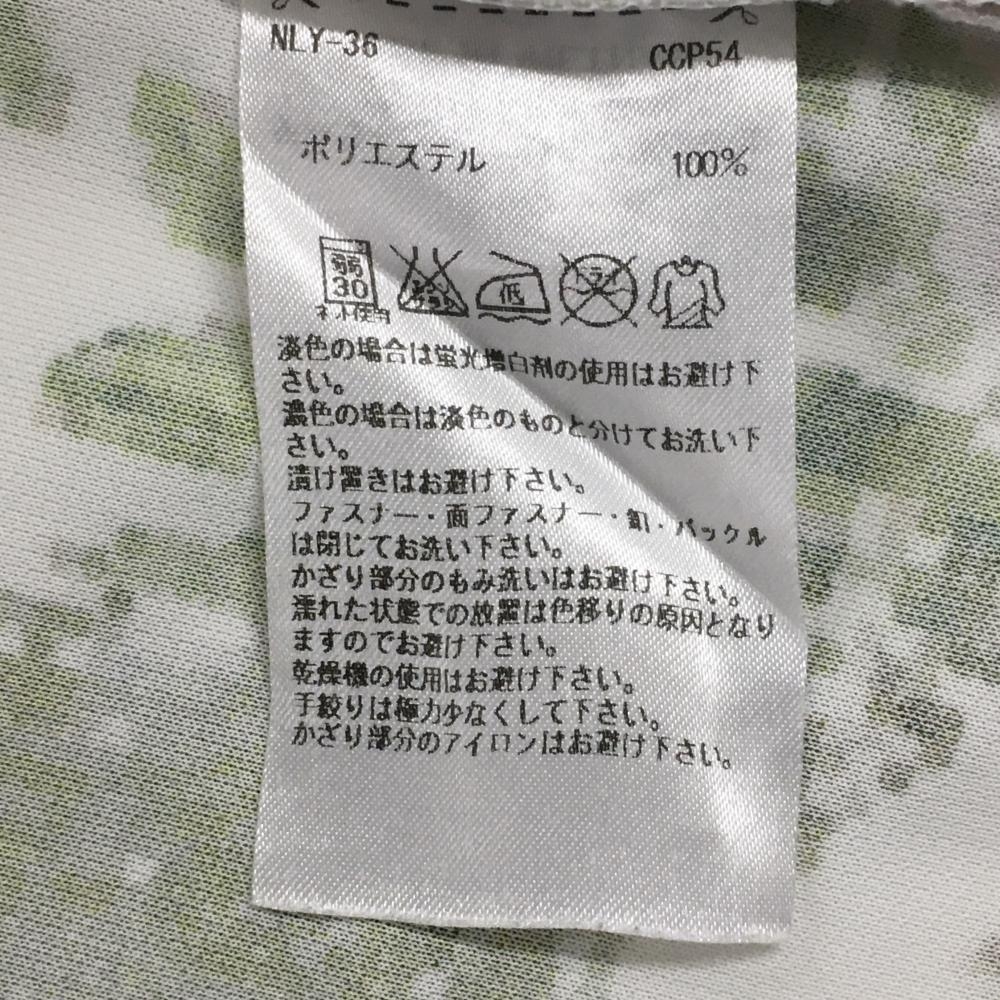 NLY-36 CCP54
ポリエステル 100%
弱 30 エンソ サラシ 低 ドライ
ネット使用
淡色の場合は蛍光増白剤の使用はお避け下
さい。
濃色の場合は淡色のものと分けてお洗い下
さい。
漬け置きはお避け下さい。
ファスナー・面ファスナー・釦・バックル
は閉じてお洗い下さい。
かざり部分のもみ洗いはお避け下さい。
濡れた状態での放置は色移りの原因となり
ますのでお避け下さい。
乾燥機の使用はお避け下さい。
手絞りは極力少なくして下さい。
かざり部分のアイロンはお避け下さい。